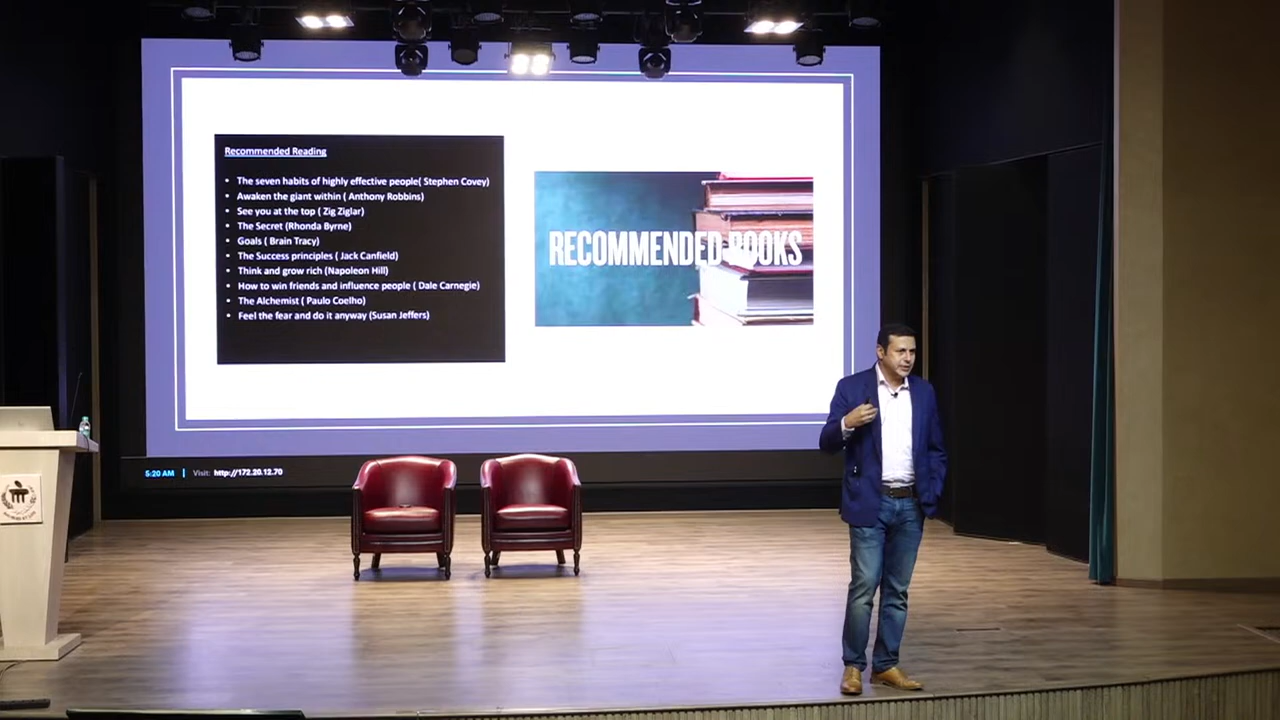 Recommended Reading
• The seven habits of highly effective people( Stephen Covey)
• Awaken the giant within ( Anthony Robbins)
• See you at the top ( Zig Ziglar)
• The Secret (Rhonda Byrne)
• Goals ( Brain Tracy)
• The Success principles ( Jack Canfield)
• Think and grow rich (Napoleon Hill)
• How to win friends and influence people ( Dale Carnegie)
• The Alchemist ( Paulo Coelho)
• Feel the fear and do it anyway (Susan Jeffers)
RECOMMENDED BOOKS
5:20 AM | Visit: http://172.20.12.70